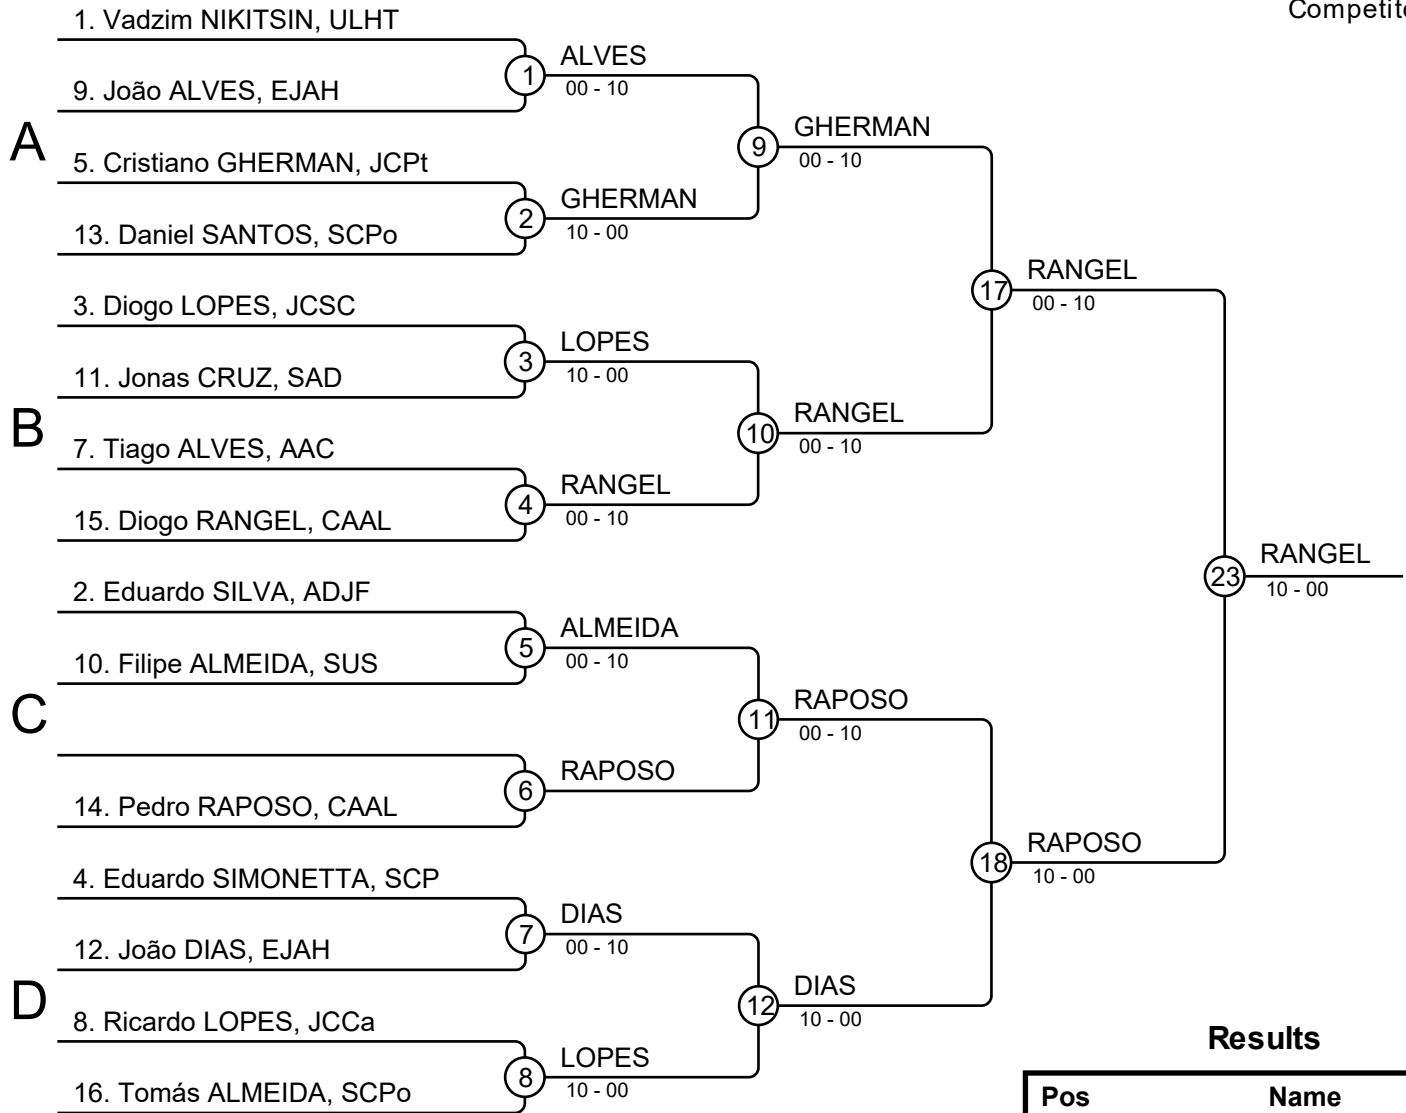 Competito
1. Vadzim NIKITSIN, ULHT
1
ALVES
00 - 10
9. João ALVES, EJAH
A
9
GHERMAN
00 - 10
5. Cristiano GHERMAN, JCPt
2
GHERMAN
10 - 00
13. Daniel SANTOS, SCPo
17
RANGEL
00 - 10
3. Diogo LOPES, JCSC
3
LOPES
10 - 00
11. Jonas CRUZ, SAD
B
10
RANGEL
00 - 10
7. Tiago ALVES, AAC
4
RANGEL
00 - 10
15. Diogo RANGEL, CAAL
23
RANGEL
10 - 00
2. Eduardo SILVA, ADJF
5
ALMEIDA
00 - 10
10. Filipe ALMEIDA, SUS
C
11
RAPOSO
00 - 10
6
RAPOSO
14. Pedro RAPOSO, CAAL
18
RAPOSO
10 - 00
4. Eduardo SIMONETTA, SCP
7
DIAS
00 - 10
12. João DIAS, EJAH
D
12
DIAS
10 - 00
8. Ricardo LOPES, JCCa
8
LOPES
10 - 00
16. Tomás ALMEIDA, SCPo
Results
Pos Name